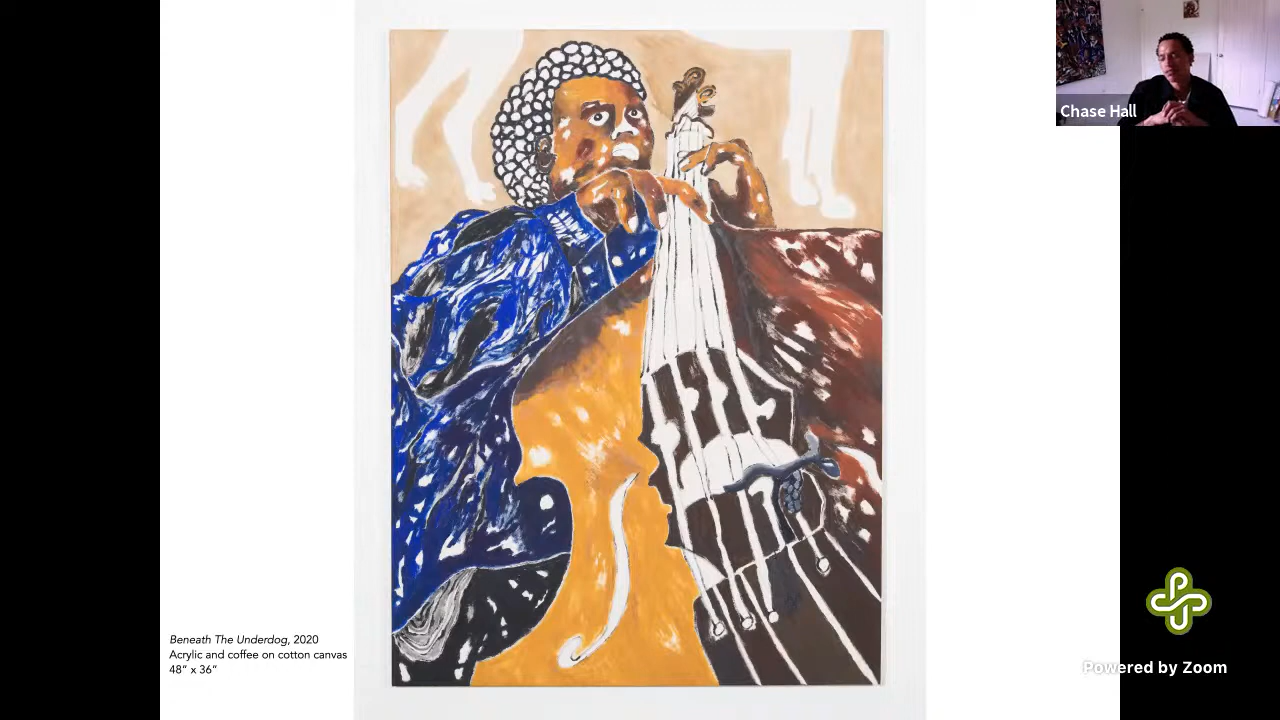 Chase Hall
Beneath The Underdog, 2020
Acrylic and coffee on cotton canvas
48" x 36"
Powered by Zoom